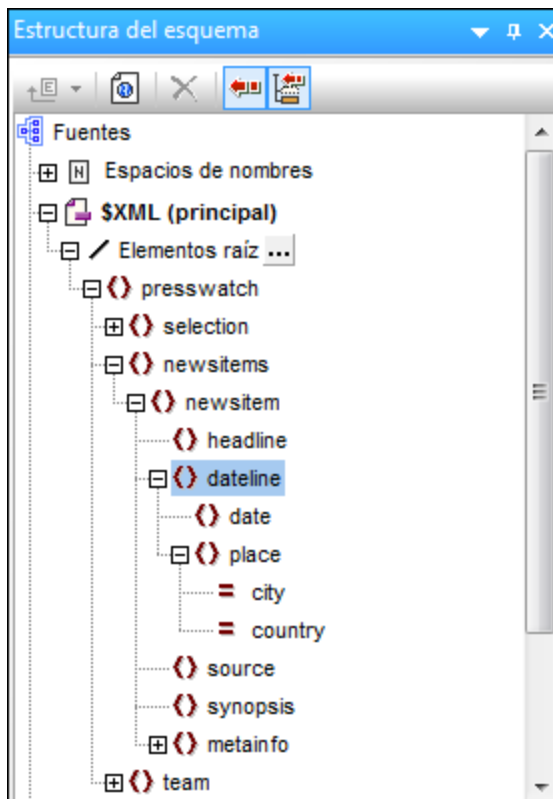 Estructura del esquema
Fuentes
Espacios de nombres
$XML (principal)
Elementos raíz ...
presswatch
selection
newsitems
newsitem
headline
dateline
date
place
city
country
source
synopsis
metainfo
team